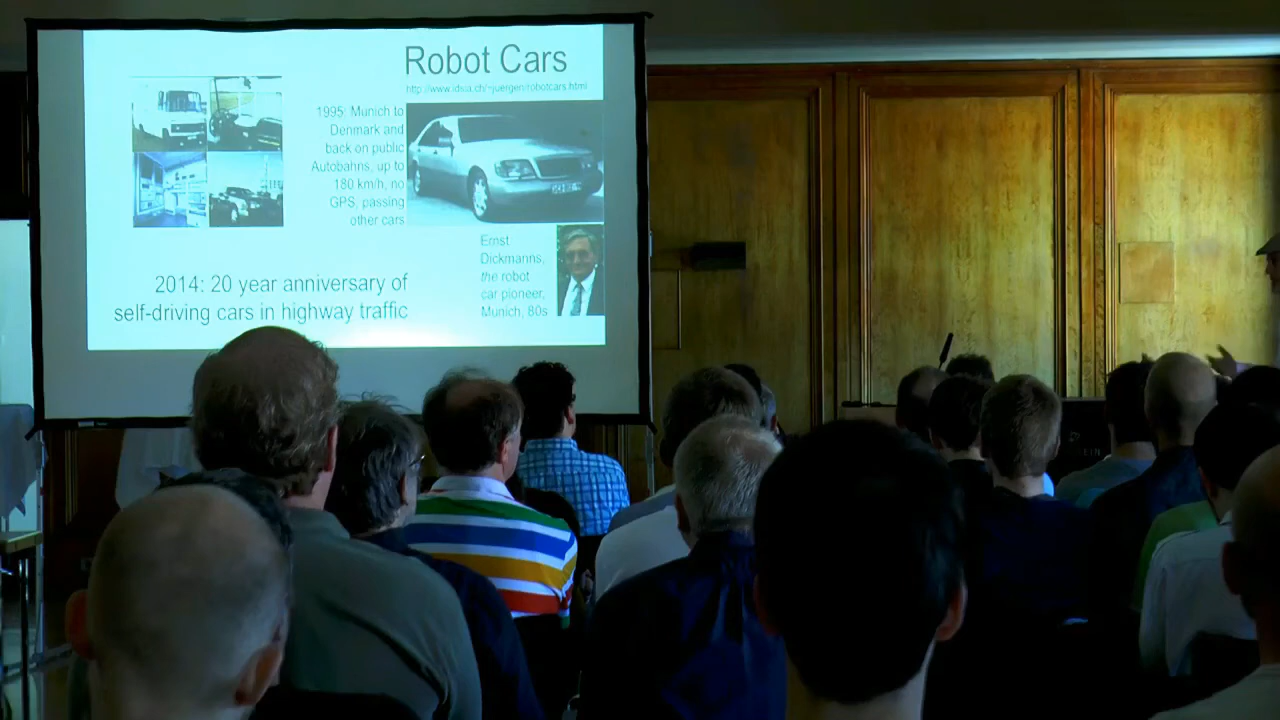 Robot Cars
http://www.idsia.ch/~juergen/robotcars.html
1995: Munich to
Denmark and
back on public
Autobahns, up to
180 km/h, no
GPS, passing
other cars
Ernst
Dickmanns,
the robot
car pioneer,
Munich, 80s
2014: 20 year anniversary of
self-driving cars in highway traffic